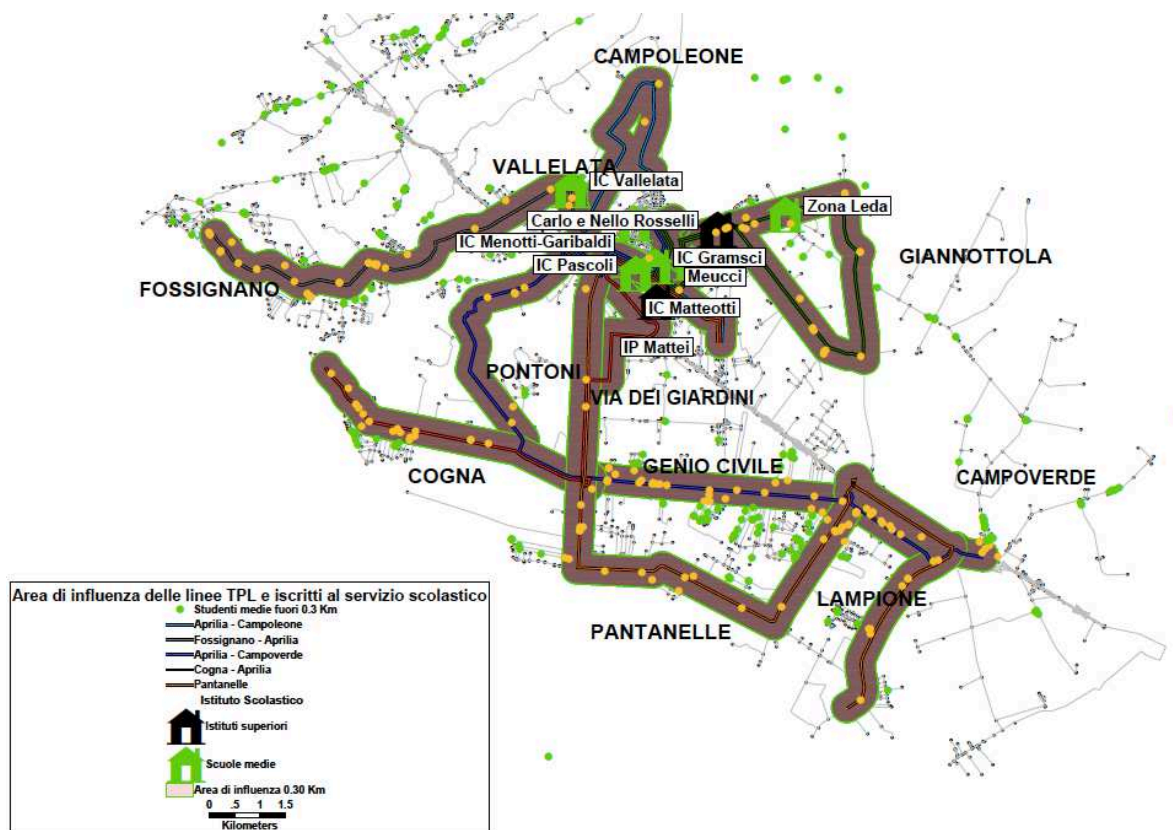 CAMPOLEONE
VALLELATA
IC Vallelata
Carlo e Nello Rosselli
Zona Leda
IC Menotti-Garibaldi
IC Gramsci
GIANNOTTOLA
IC Pascoli
Meucci
FOSSIGNANO
IC Matteotti
IP Mattei
PONTONI
VIA DEI GIARDINI
COGNA
GENIO CIVILE
CAMPOVERDE
LAMPIONE
PANTANELLE
Area di influenza delle linee TPL e iscritti al servizio scolastico
Studenti medie fuori 0.3 Km
Aprilia - Campoleone
Fossignano - Aprilia
Aprilia - Campoverde
Cogna - Aprilia
Pantanelle
Istituto Scolastico
Istituti superiori
Scuole medie
Area di influenza 0.30 Km
0 .5 1 1.5
Kilometers